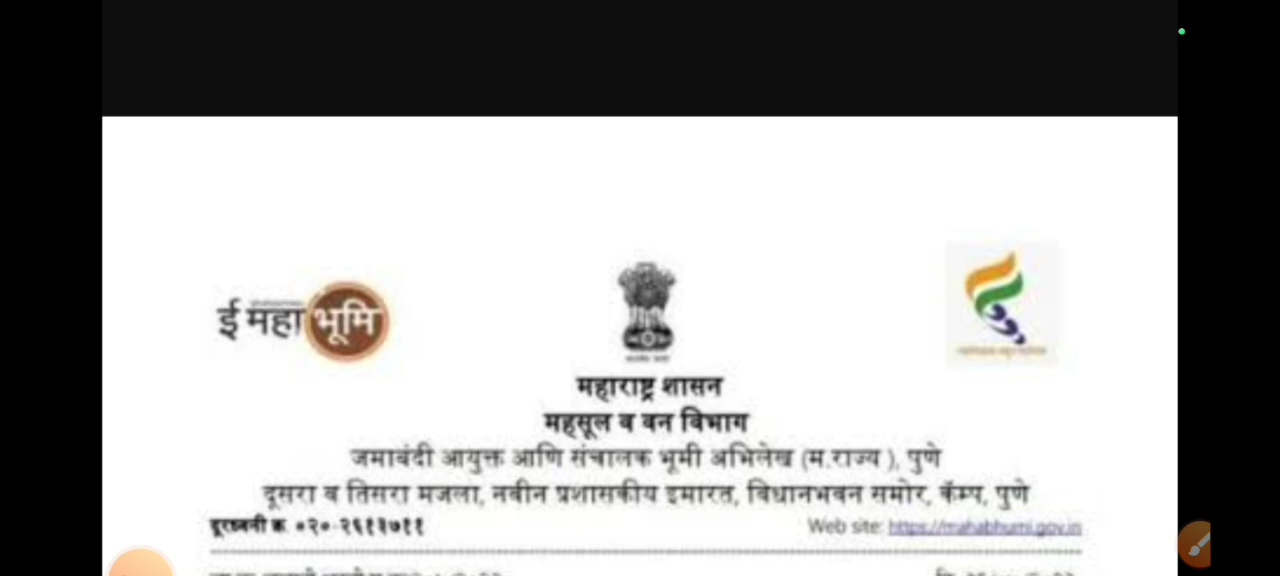 ई महाभूमि
महाराष्ट्र शासन
महसूल व वन विभाग
जमाबंदी आयुक्त आणि संचालक भूमी अभिलेख (म.राज्य ), पुणे
दूसरा व तिसरा मजला, नवीन प्रशासकीय इमारत, विधानभवन समोर, कॅम्प, पुणे
दूरध्वनी क्र. ०२०-२६१३७११ Web site: https://mahabhumi.gov.in